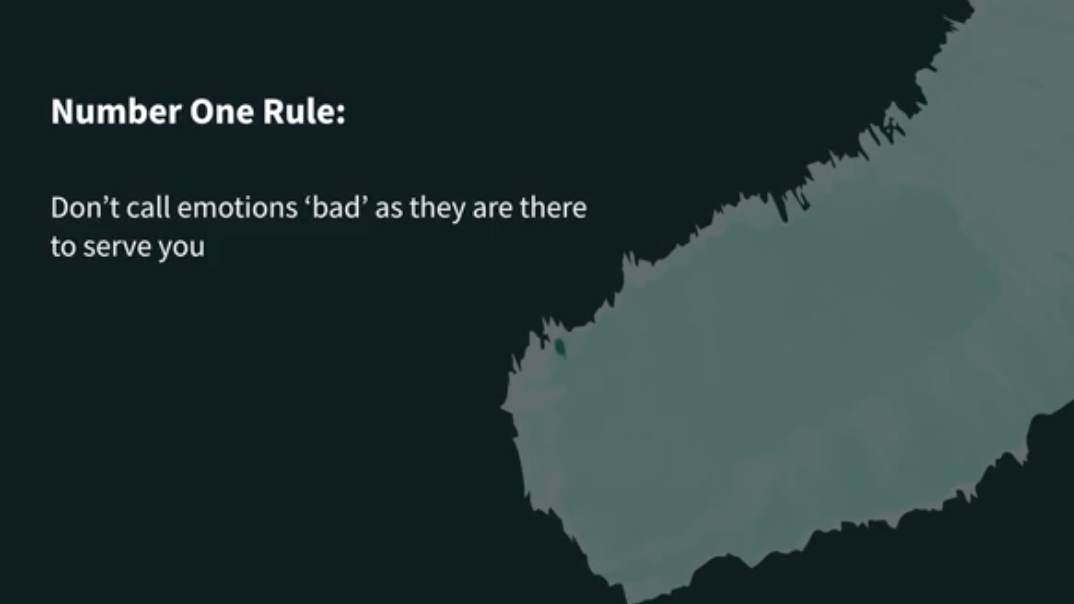 Number One Rule:
Don’t call emotions ‘bad’ as they are there
to serve you